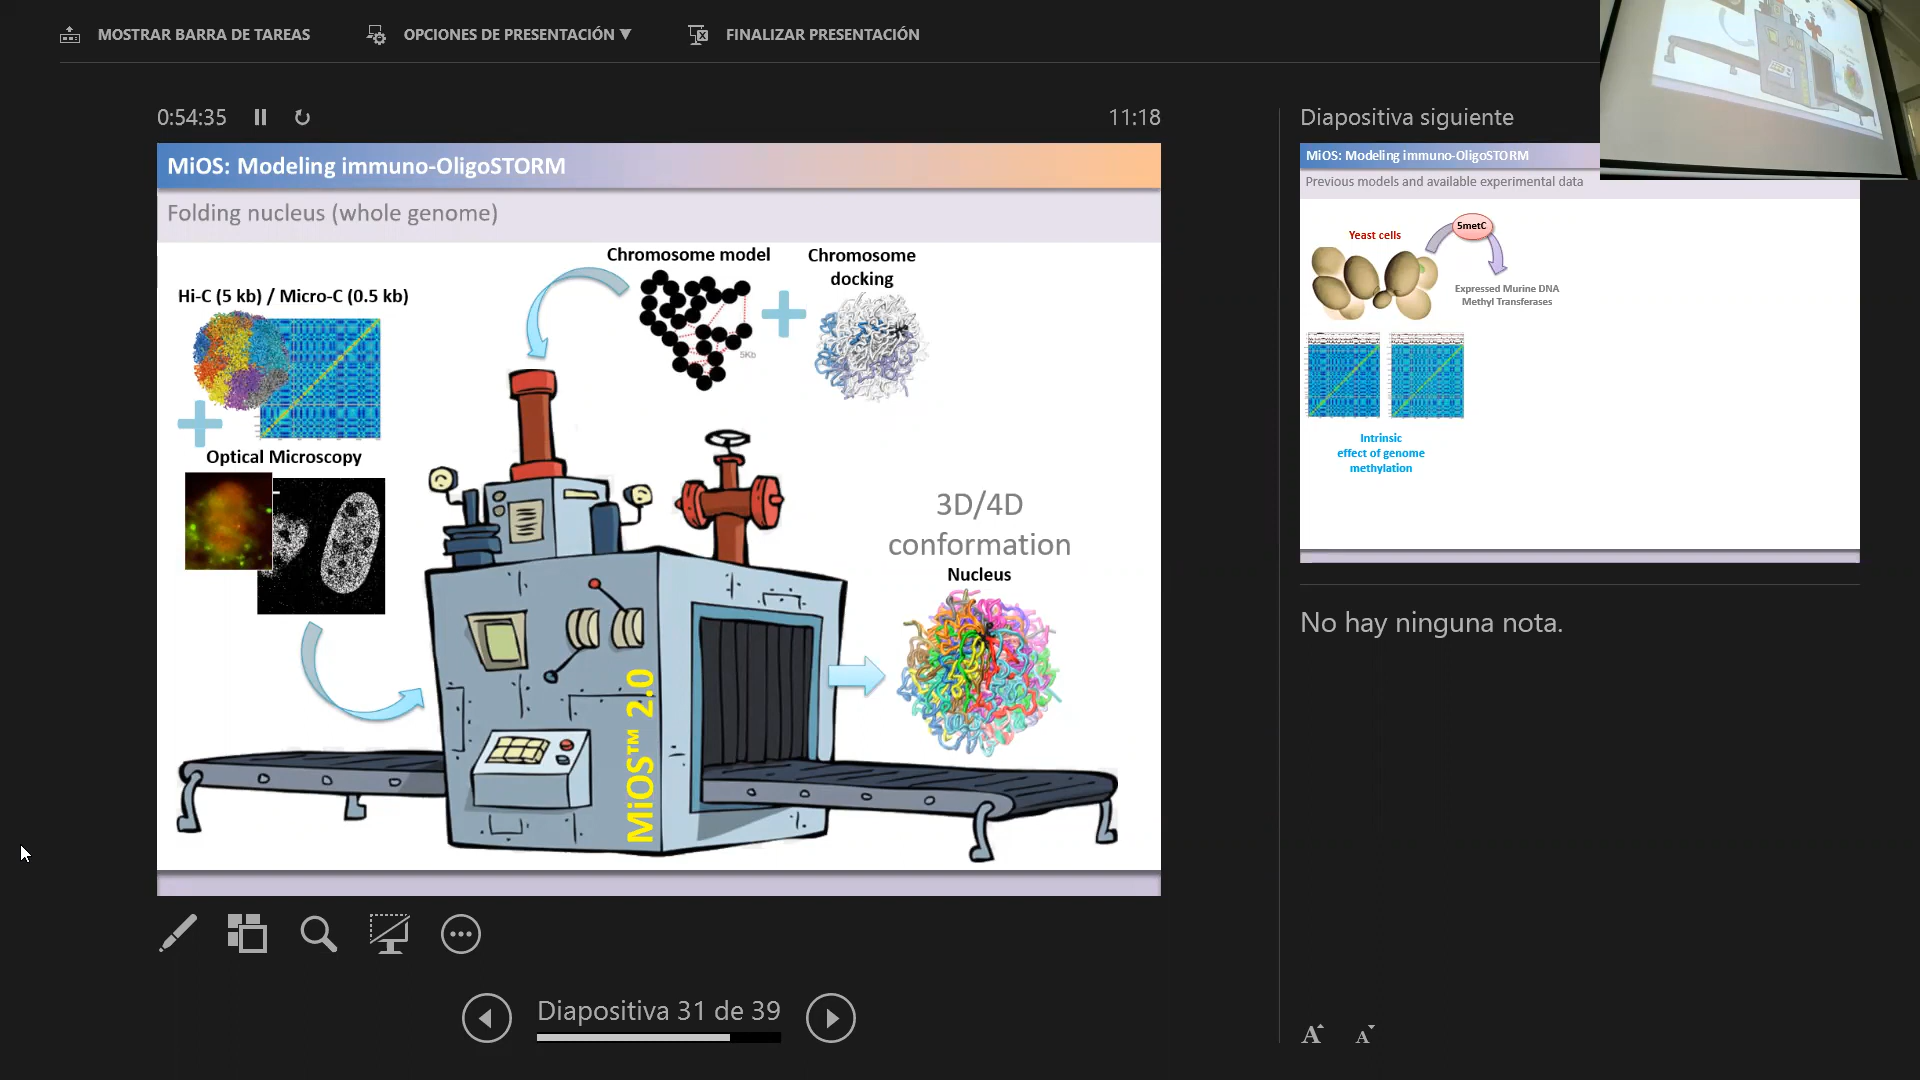 MOSTRAR BARRA DE TAREAS
OPCIONES DE PRESENTACIÓN ▼
FINALIZAR PRESENTACIÓN
0:54:35
11:18
MiOS: Modeling immuno-OligoSTORM
Folding nucleus (whole genome)
Chromosome model
Chromosome
docking
Hi-C (5 kb) / Micro-C (0.5 kb)
5Kb
Optical Microscopy
3D/4D
conformation
Nucleus
MiOS™ 2.0
Diapositiva 31 de 39
Diapositiva siguiente
MiOS: Modeling immuno-OligoSTORM
Previous models and available experimental data
Yeast cells
5metC
Expressed Murine DNA
Methyl Transferases
Intrinsic
effect of genome
methylation
No hay ninguna nota.
A A